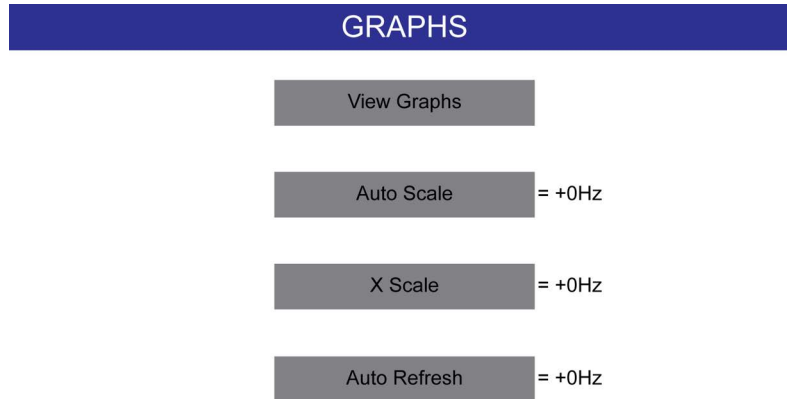 GRAPHS
View Graphs
Auto Scale = +0Hz
X Scale = +0Hz
Auto Refresh = +0Hz